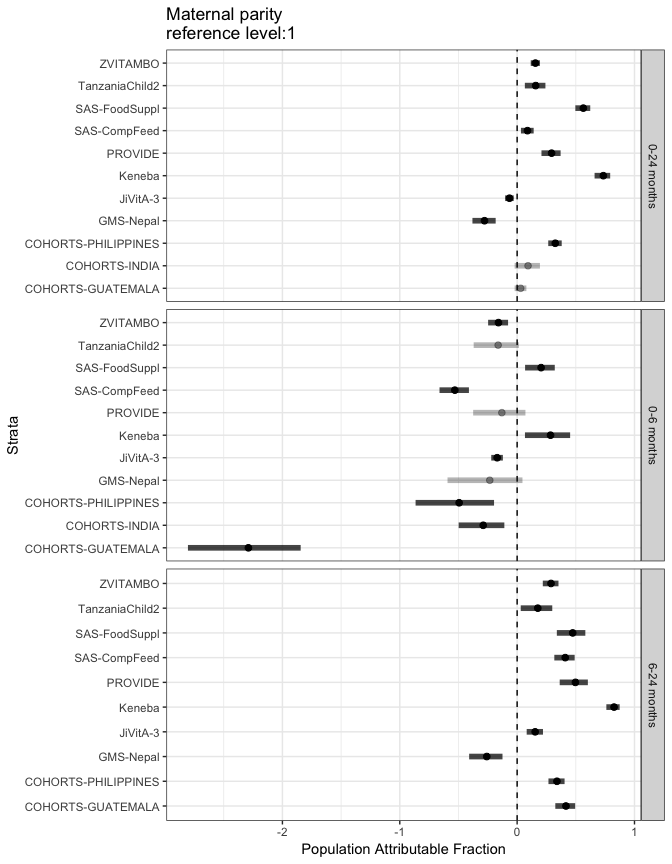 Maternal parity
reference level:1
Strata
ZVITAMBO
TanzaniaChild2
SAS-FoodSuppl
SAS-CompFeed
PROVIDE
Keneba
JiVitA-3
GMS-Nepal
COHORTS-PHILIPPINES
COHORTS-INDIA
COHORTS-GUATEMALA
0-24 months
ZVITAMBO
TanzaniaChild2
SAS-FoodSuppl
SAS-CompFeed
PROVIDE
Keneba
JiVitA-3
GMS-Nepal
COHORTS-PHILIPPINES
COHORTS-INDIA
COHORTS-GUATEMALA
0-6 months
ZVITAMBO
TanzaniaChild2
SAS-FoodSuppl
SAS-CompFeed
PROVIDE
Keneba
JiVitA-3
GMS-Nepal
COHORTS-PHILIPPINES
COHORTS-GUATEMALA
6-24 months
-2 -1 0 1
Population Attributable Fraction